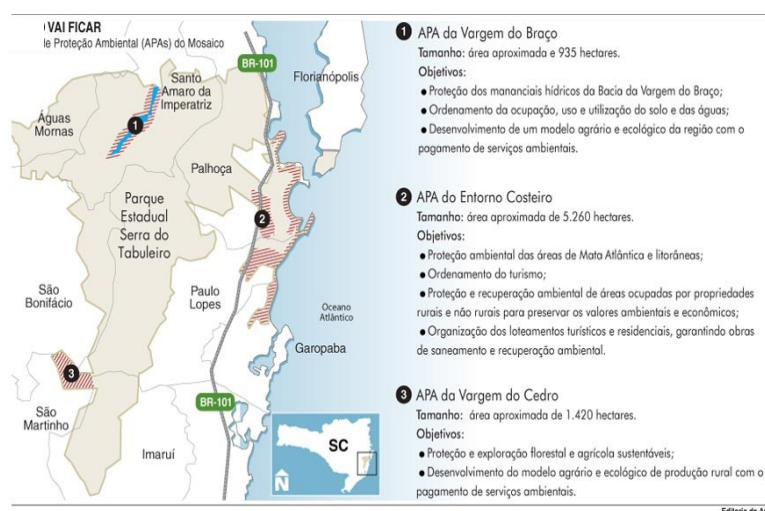 O VAI FICAR
de Proteção Ambiental (APAs) do Mosaico
BR-101
Florianópolis
Santo
Amaro da
Imperatriz
Águas
Mornas
1
Palhoça
Parque
Estadual
Serra do
Tabuleiro
2
São
Bonifácio
Paulo
Lopes
Oceano
Atlântico
Garopaba
3
BR-101
São
Martinho
Imaruí
SC
N
1 APA da Vargem do Braço
Tamanho: área aproximada e 935 hectares.
Objetivos:
● Proteção dos mananciais hídricos da Bacia da Vargem do Braço;
● Ordenamento da ocupação, uso e utilização do solo e das águas;
● Desenvolvimento de um modelo agrário e ecológico da região com o
pagamento de serviços ambientais.
2 APA do Entorno Costeiro
Tamanho: área aproximada de 5.260 hectares.
Objetivos:
● Proteção ambiental das áreas de Mata Atlântica e litorâneas;
● Ordenamento do turismo;
● Proteção e recuperação ambiental de áreas ocupadas por propriedades
rurais e não rurais para preservar os valores ambientais e econômicos;
● Organização dos loteamentos turísticos e residenciais, garantindo obras
de saneamento e recuperação ambiental.
3 APA da Vargem do Cedro
Tamanho: área aproximada de 1.420 hectares.
Objetivos:
● Proteção e exploração florestal e agrícola sustentáveis;
● Desenvolvimento do modelo agrário e ecológico de produção rural com o
pagamento de serviços ambientais.